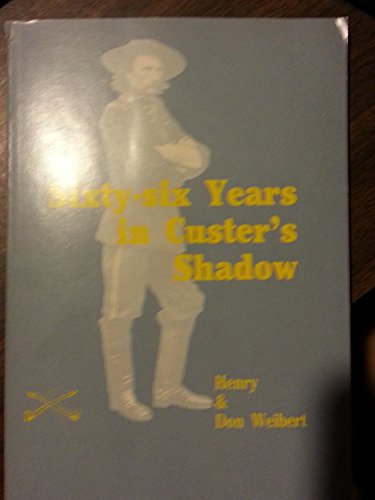 Sixty-six Years
in Custer's
Shadow
Henry
&
Don Weibert